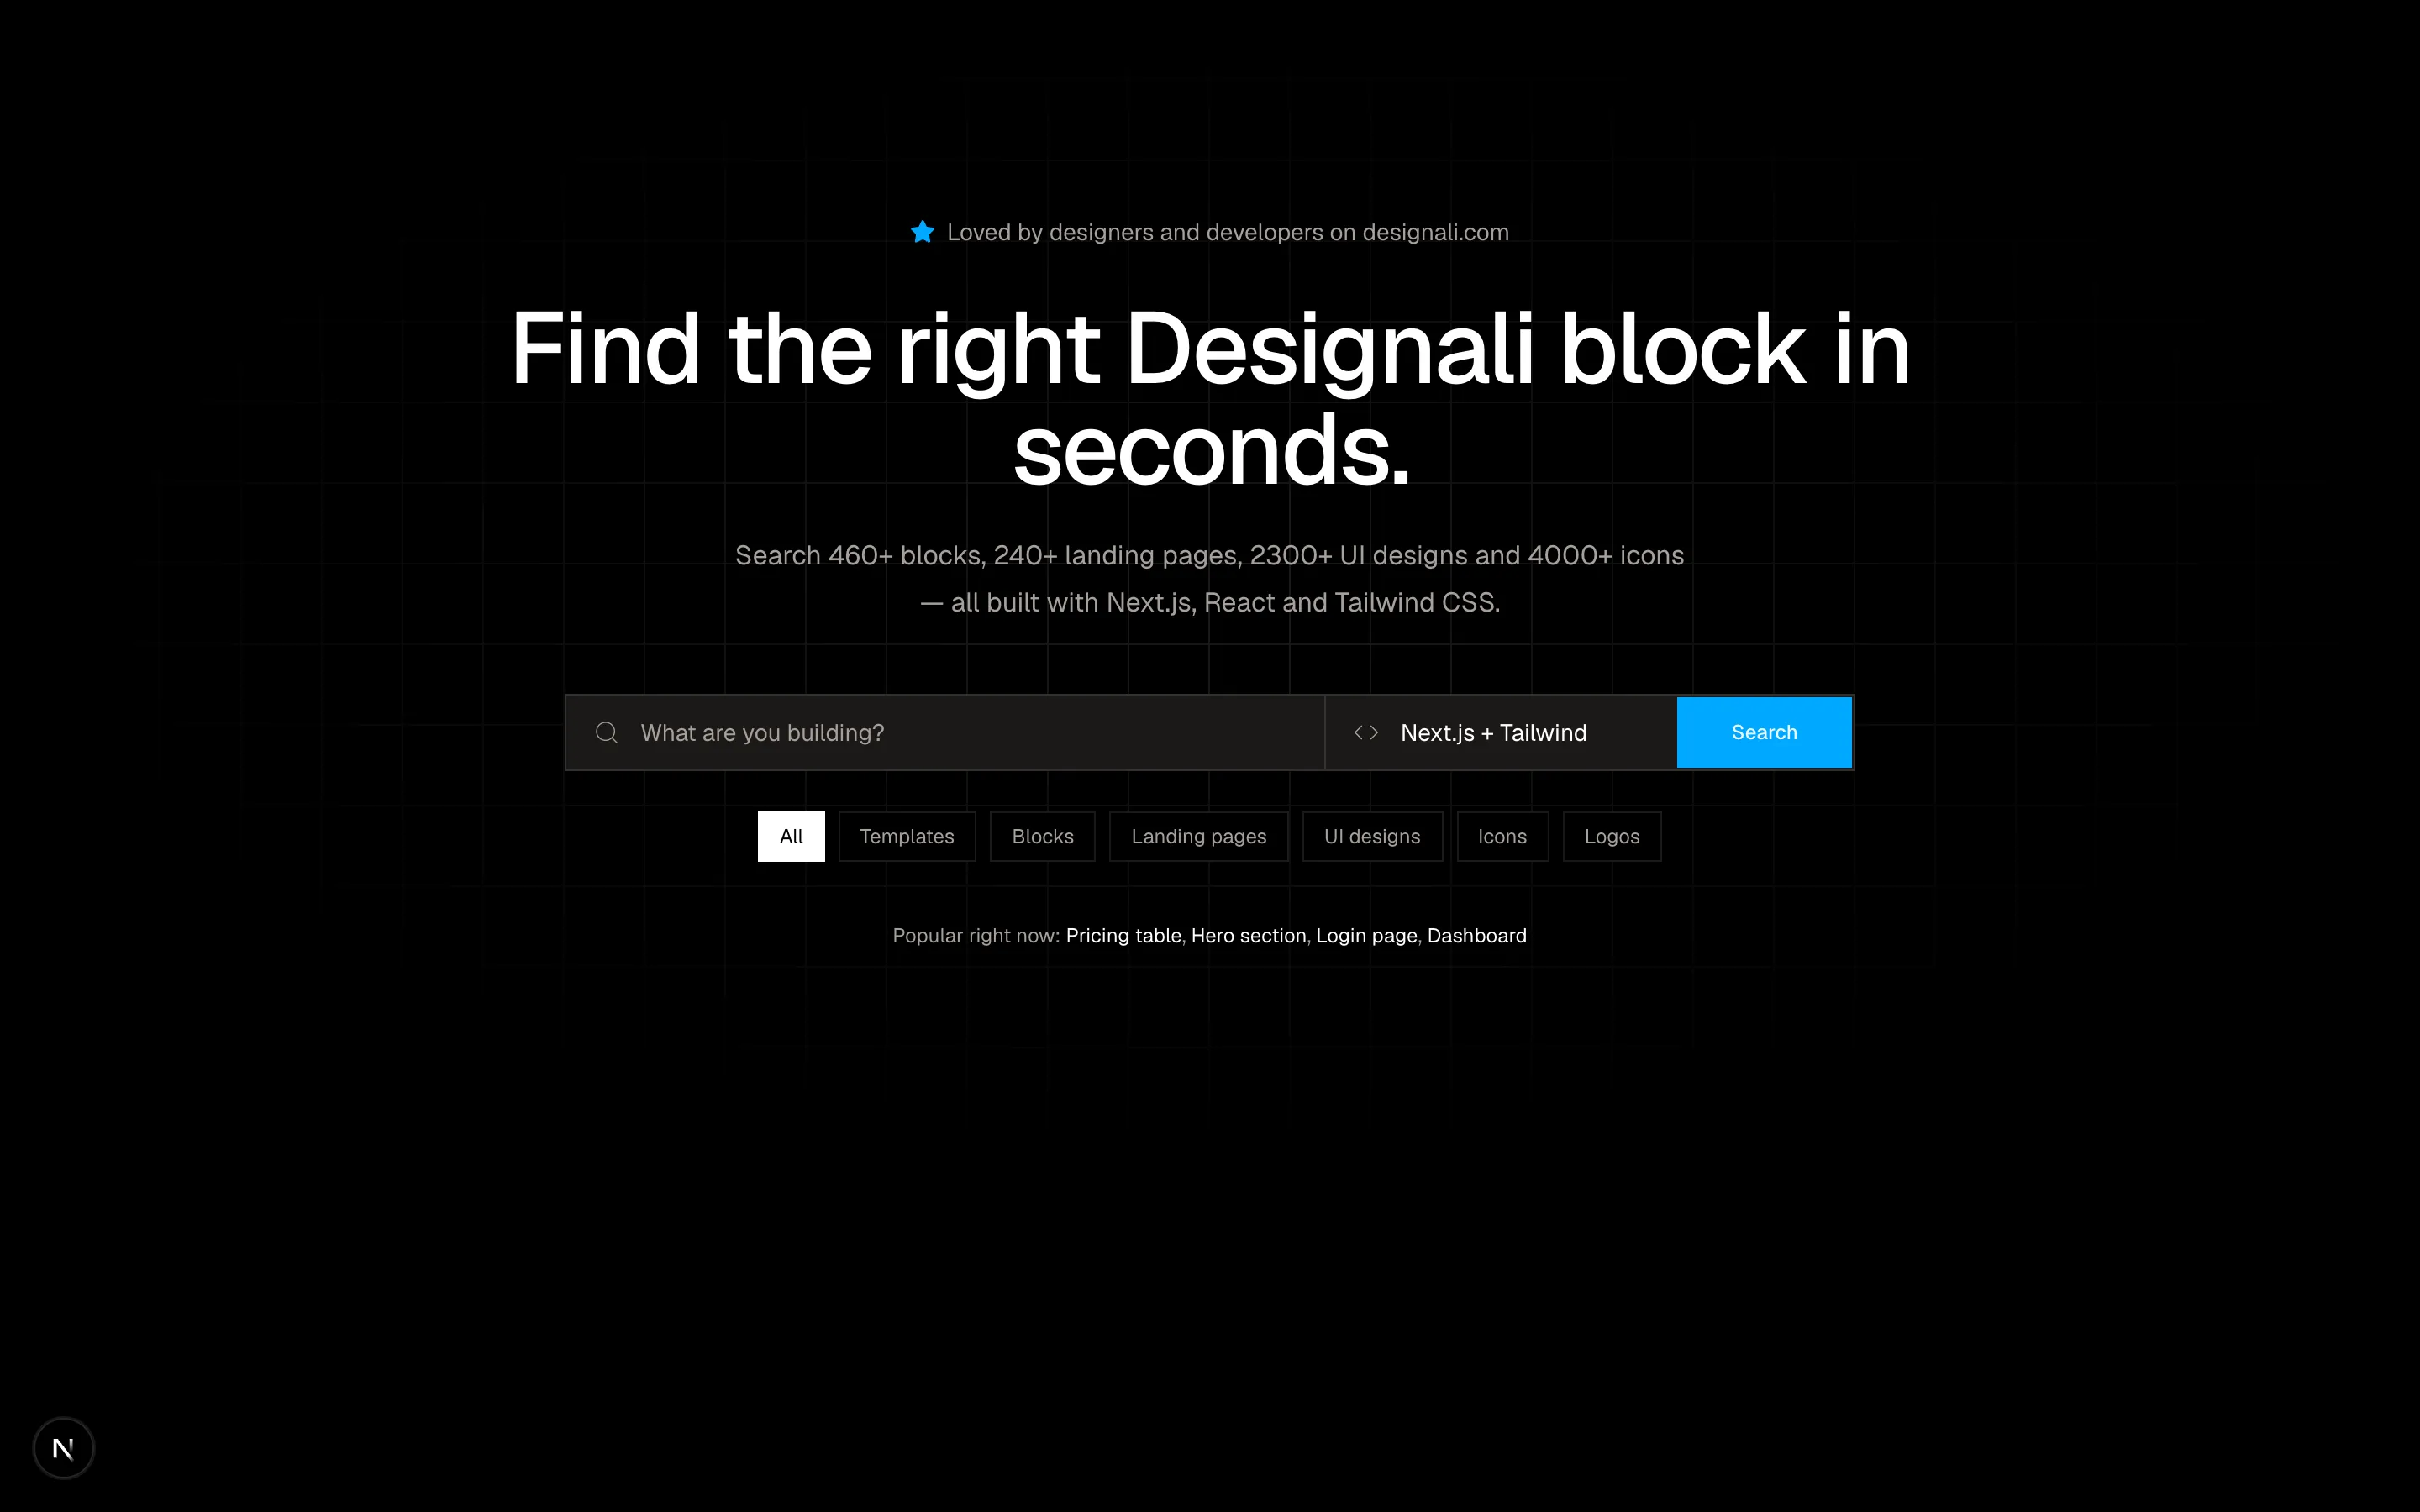 Loved by designers and developers on designali.com
Find the right Designali block in
seconds.
Search 460+ blocks, 240+ landing pages, 2300+ UI designs and 4000+ icons
— all built with Next.js, React and Tailwind CSS.
What are you building?
Next.js + Tailwind
Search
All
Templates
Blocks
Landing pages
UI designs
Icons
Logos
Popular right now: Pricing table, Hero section, Login page, Dashboard
N